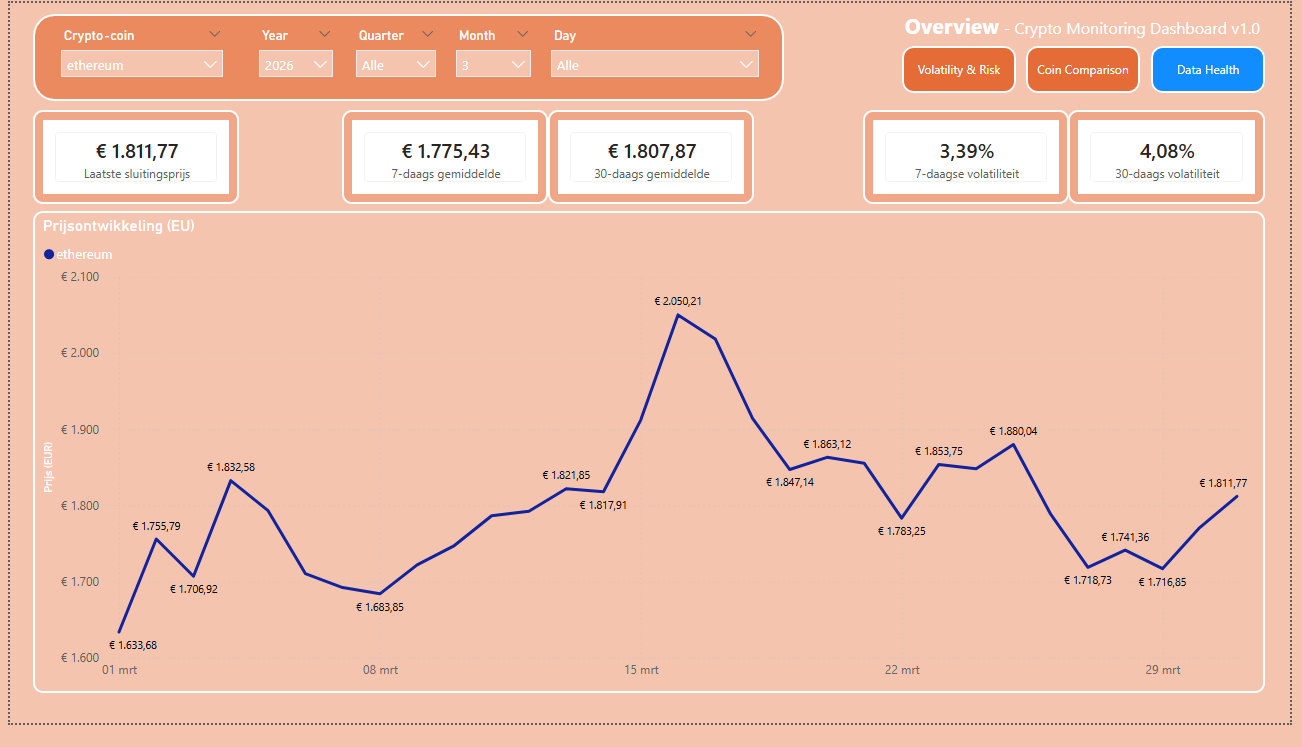 Crypto-coin
ethereum
Year
2026
Quarter
Alle
Month
3
Day
Alle
Overview - Crypto Monitoring Dashboard v1.0
Volatility & Risk
Coin Comparison
Data Health
€ 1.811,77
Laatste sluitingsprijs
€ 1.775,43
7-daags gemiddelde
€ 1.807,87
30-daags gemiddelde
3,39%
7-daagse volatiliteit
4,08%
30-daags volatiliteit
Prijsontwikkeling (EU)
ethereum
Prijs (EUR)
€ 2.100
€ 2.000
€ 1.900
€ 1.800
€ 1.700
€ 1.600
€ 1.633,68
€ 1.755,79
€ 1.706,92
€ 1.832,58
€ 1.683,85
€ 1.821,85
€ 1.817,91
€ 2.050,21
€ 1.847,14
€ 1.863,12
€ 1.783,25
€ 1.853,75
€ 1.880,04
€ 1.718,73
€ 1.741,36
€ 1.716,85
€ 1.811,77
01 mrt
08 mrt
15 mrt
22 mrt
29 mrt